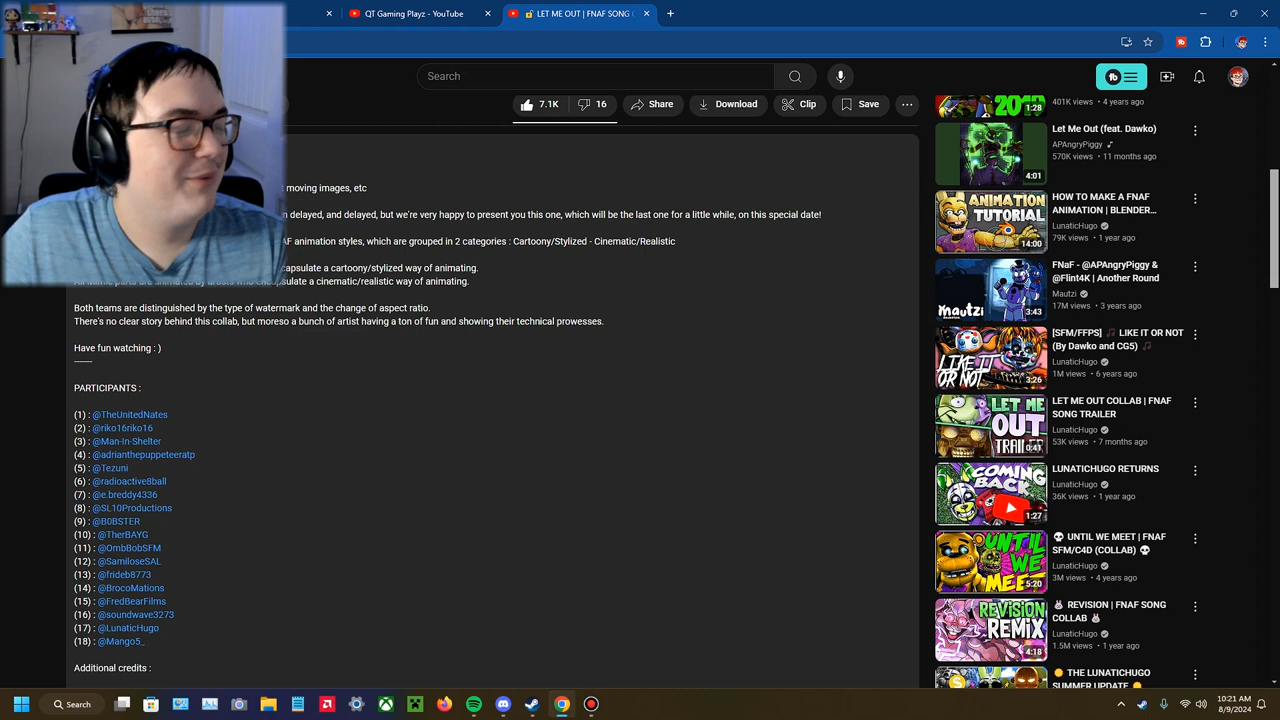 QT Gaming Playz - YouTube
LET ME OUT | FNAF SONG
Search
7.1K
16
Share
Download
Clip
Save
moving images, etc
delayed, and delayed, but we're very happy to present you this one, which will be the last one for a little while, on this special date!
animation styles, which are grouped in 2 categories : Cartoony/Stylized - Cinematic/Realistic
a cartoony/stylized way of animating.
a cinematic/realistic way of animating.
Both teams are distinguished by the type of watermark and the change of aspect ratio.
There's no clear story behind this collab, but moreso a bunch of artist having a ton of fun and showing their technical prowesses.
Have fun watching : )
——
PARTICIPANTS :
(1) : @TheUnitedNates
(2) : @riko16riko16
(3) : @Man-In-Shelter
(4) : @adrianthepuppeteeratp
(5) : @Tezuni
(6) : @radioactive8ball
(7) : @e.breddy4336
(8) : @SL10Productions
(9) : @B0BSTER
(10) : @TherBAYG
(11) : @OmbBobSFM
(12) : @SamiloseSAL
(13) : @frideb8773
(14) : @BrocoMations
(15) : @FredBearFilms
(16) : @soundwave3273
(17) : @LunaticHugo
(18) : @Mango5_
Additional credits :
401K views • 4 years ago
1:28
Let Me Out (feat. Dawko)
APAngryPiggy
570K views • 11 months ago
4:01
ANIMATION
TUTORIAL
14:00
HOW TO MAKE A FNAF
ANIMATION | BLENDER...
LunaticHugo
79K views • 1 year ago
mautzi
3:43
FNaF - @APAngryPiggy &
@Flint4K | Another Round
Mautzi
17M views • 3 years ago
LIKE IT
OR NOT
3:26
[SFM/FFPS] 🎵 LIKE IT OR NOT
(By Dawko and CG5) 🎵
LunaticHugo
1M views • 6 years ago
LET ME
OUT
TRAILER
0:41
LET ME OUT COLLAB | FNAF
SONG TRAILER
LunaticHugo
53K views • 7 months ago
COMING
BACK
1:27
LUNATICHUGO RETURNS
LunaticHugo
36K views • 1 year ago
UNTIL
WE
MEET
5:20
💀 UNTIL WE MEET | FNAF
SFM/C4D (COLLAB) 💀
LunaticHugo
3M views • 4 years ago
REVISION
REMIX
4:18
🐰 REVISION | FNAF SONG
COLLAB 🐰
LunaticHugo
1.5M views • 1 year ago
🌞 THE LUNATICHUGO
SUMMER UPDATE 🌞
Search
10:21 AM
8/9/2024